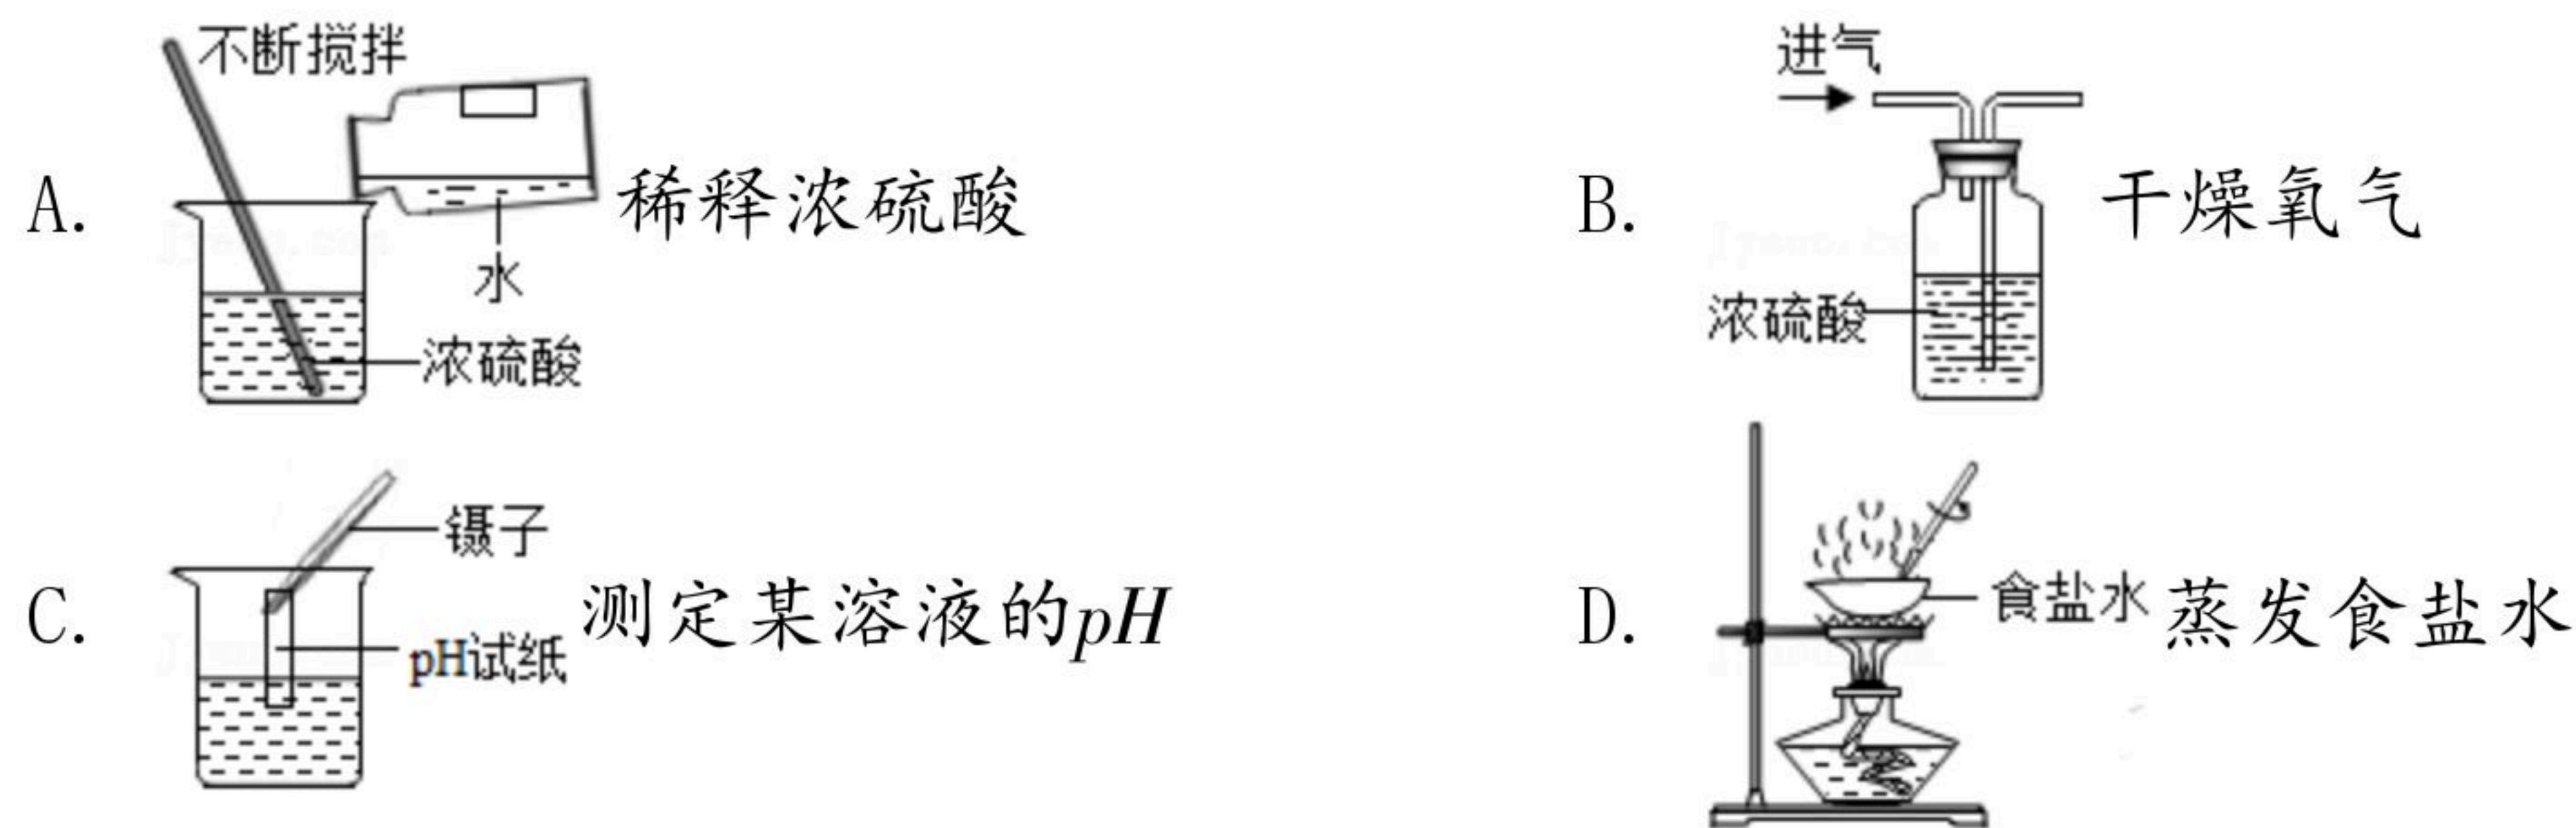 不断搅拌
A.
水
浓硫酸
稀释浓硫酸
进气
B.
浓硫酸
干燥氧气
镊子
C.
pH试纸
测定某溶液的pH
D.
食盐水
蒸发食盐水